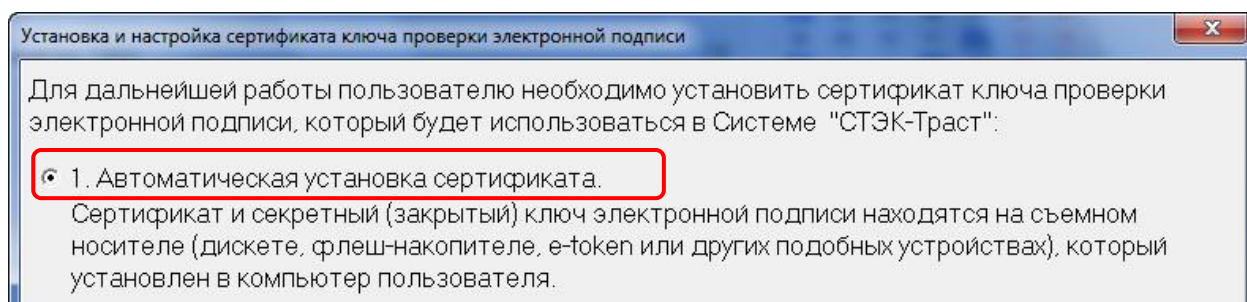 Установка и настройка сертификата ключа проверки электронной подписи
Для дальнейшей работы пользователю необходимо установить сертификат ключа проверки
электронной подписи, который будет использоваться в Системе "СТЭК-Траст":
1. Автоматическая установка сертификата.
Сертификат и секретный (закрытый) ключ электронной подписи находятся на съемном
носителе (дискете, флеш-накопителе, e-token или других подобных устройствах), который
установлен в компьютер пользователя.